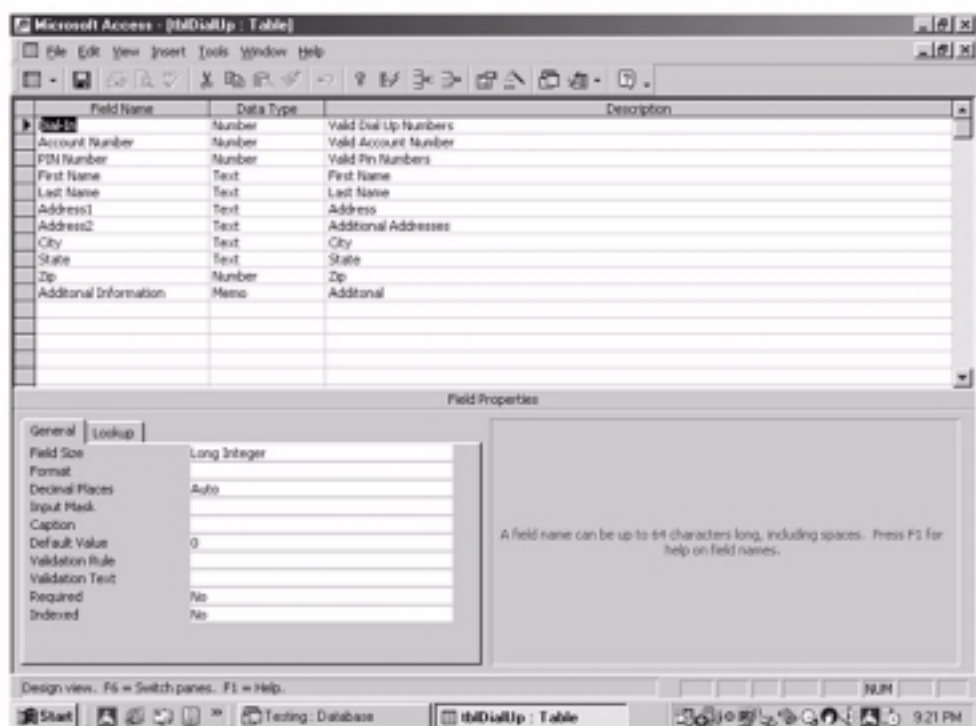 Microsoft Access - [tblDialUp : Table]
File Edit View Insert Tools Window Help
Field Name Data Type Description
Dial-In Number Valid Dial Up Numbers
Account Number Number Valid Account Number
PIN Number Number Valid Pin Numbers
First Name Text First Name
Last Name Text Last Name
Address1 Text Address
Address2 Text Additional Addresses
City Text City
State Text State
Zip Number Zip
Additonal Information Memo Additonal
Field Properties
General Lookup
Field Size Long Integer
Format
Decimal Places Auto
Input Mask
Caption
Default Value 0
Validation Rule
Validation Text
Required No
Indexed No
A field name can be up to 64 characters long, including spaces. Press F1 for
help on field names.
Design view. F6 = Switch panes. F1 = Help. NUM
Start Testing : Database tblDialUp : Table 9:21 PM